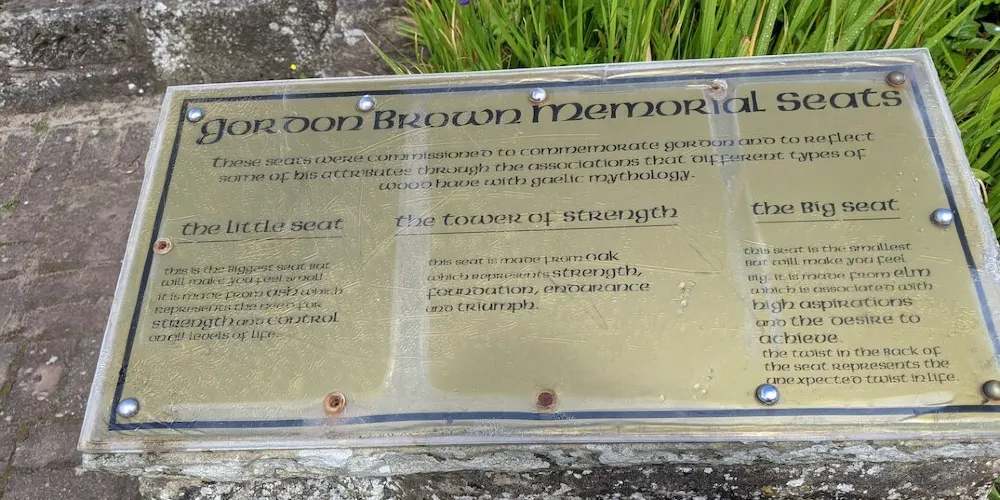 Gordon Brown Memorial Seats
These seats were commissioned to commemorate gordon and to reflect
some of his attributes through the associations that different types of
wood have with gaelic mythology.
the little seat
this is the biggest seat but
will make you feel small
it is made from ash which
represents the need for
strength and control
on all levels of life.
the tower of strength
this seat is made from oak
which represents strength,
foundation, endurance
and triumph.
the Big seat
this seat is the smallest
but will make you feel
big. it is made from elm
which is associated with
high aspirations
and the desire to
achieve.
the twist in the back of
the seat represents the
unexpected twist in life.